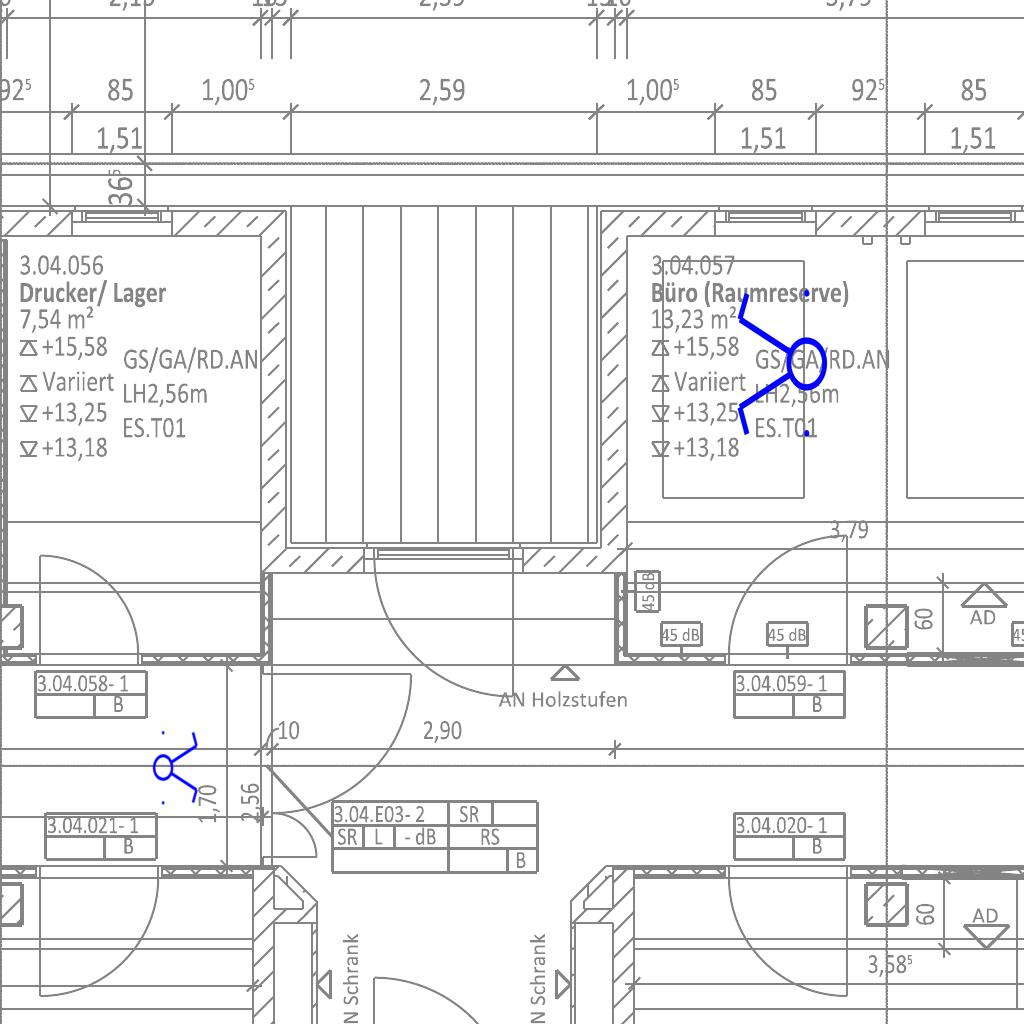 2,59
3,79
92⁵
85
1,00⁵
2,59
1,00⁵
85
92⁵
85
1,51
1,51
1,51
36⁵
3.04.056
Drucker/ Lager
7,54 m²
+15,58
Variiert
+13,25
+13,18
GS/GA/RD.AN
LH2,56m
ES.T01
3.04.057
Büro (Raumreserve)
13,23 m²
+15,58
Variiert
+13,25
+13,18
GS/GA/RD.AN
LH2,56m
ES.T01
3,79
45 dB
45 dB
45 dB
60
AD
3.04.058- 1
B
AN Holzstufen
3.04.059- 1
B
10
2,90
1,70
2,56
3.04.021- 1
B
3.04.E03- 2 SR
SR L - dB RS
B
3.04.020- 1
B
N Schrank
N Schrank
60
AD
3,58⁵